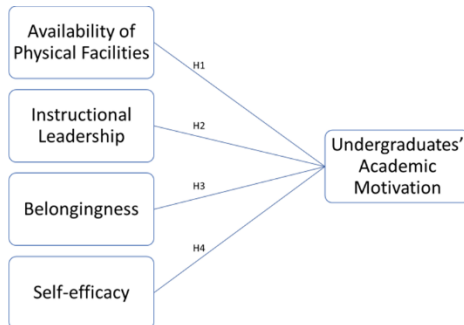 Availability of
Physical Facilities
H1
Instructional
Leadership
H2
Undergraduates'
Academic
Motivation
Belongingness
H3
H4
Self-efficacy